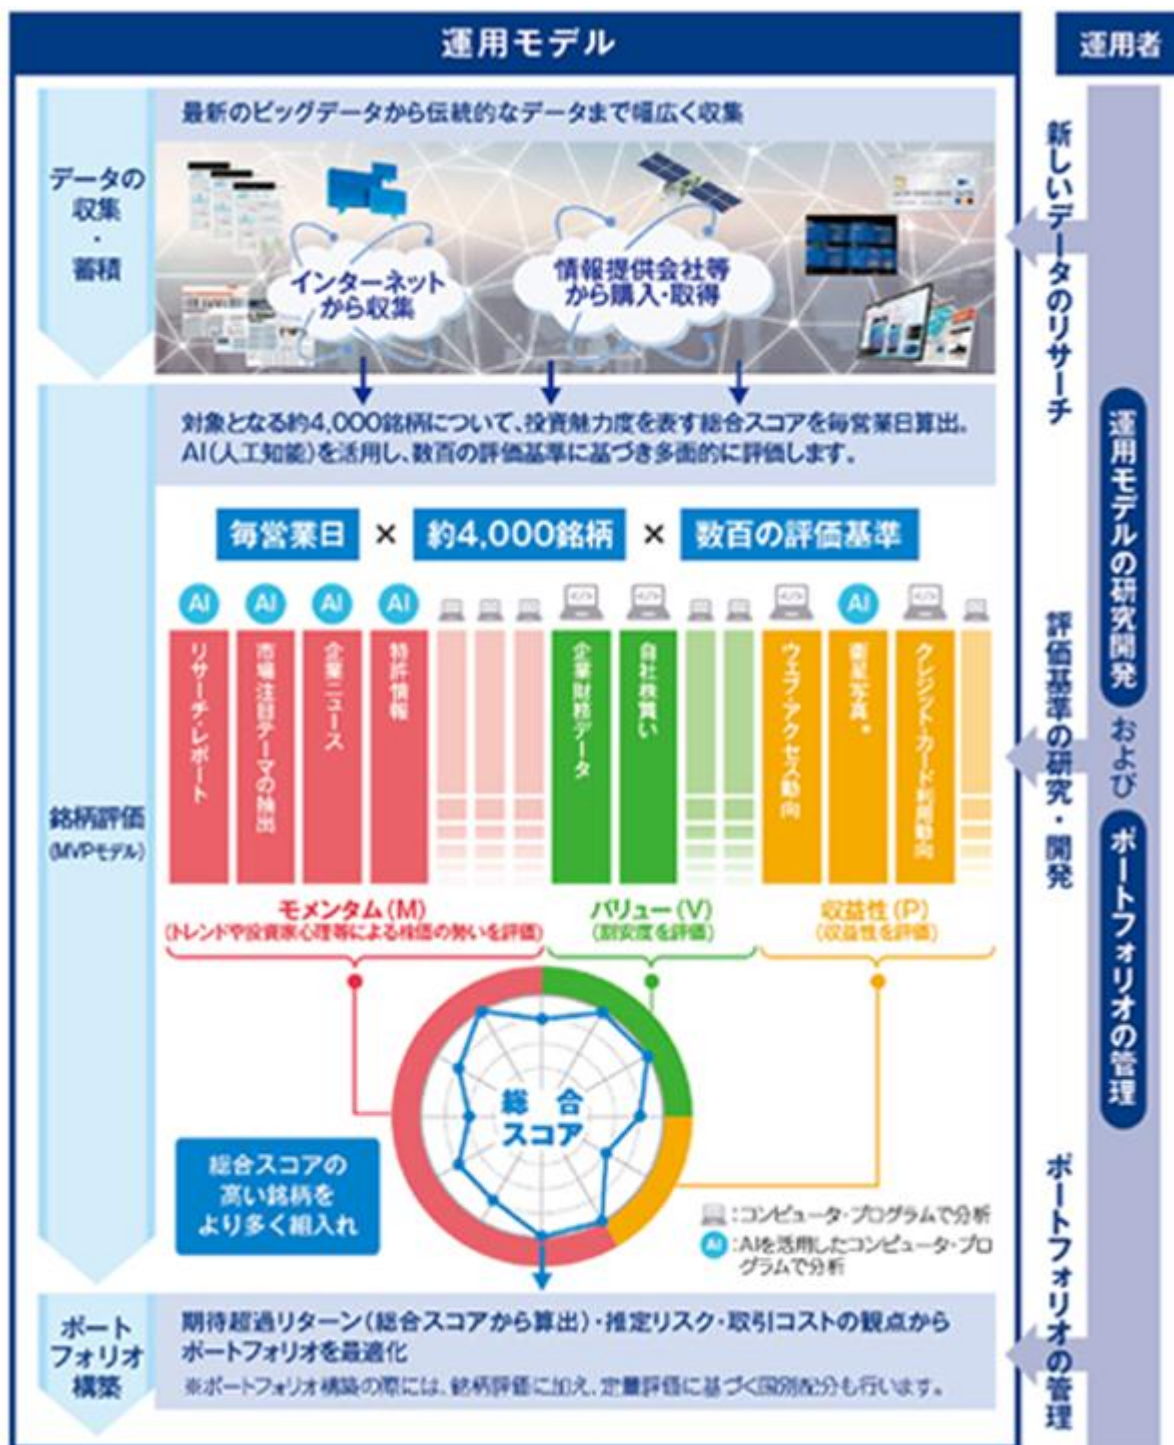 運用モデル
運用者
データの
収集
・
蓄積
最新のビッグデータから伝統的なデータまで幅広く収集
インターネット
から収集
情報提供会社等
から購入・取得
新しいデータのリサーチ
銘柄評価
(MVPモデル)
対象となる約4,000銘柄について、投資魅力度を表す総合スコアを毎営業日算出。
AI(人工知能)を活用し、数百の評価基準に基づき多面的に評価します。
毎営業日 × 約4,000銘柄 × 数百の評価基準
AI
AI
AI
AI
AI
リサーチ・レポート
市場注目テーマの抽出
企業ニュース
特許情報
企業財務データ
自社株買い
ウェブ・アクセス動向
衛星写真*
クレジット・カード利用動向
モメンタム(M)
(トレンドや投資家心理等による株価の勢いを評価)
バリュー(V)
(割安度を評価)
収益性(P)
(収益性を評価)
総合
スコア
総合スコアの
高い銘柄を
より多く組入れ
:コンピュータ・プログラムで分析
AI :AIを活用したコンピュータ・プロ
グラムで分析
評価基準の研究・開発
運用モデルの研究開発
および
ポートフォリオの管理
ポート
フォリオ
構築
期待超過リターン(総合スコアから算出)・推定リスク・取引コストの観点から
ポートフォリオを最適化
※ポートフォリオ構築の際には、銘柄評価に加え、定量評価に基づく国別配分も行います。
ポートフォリオの管理